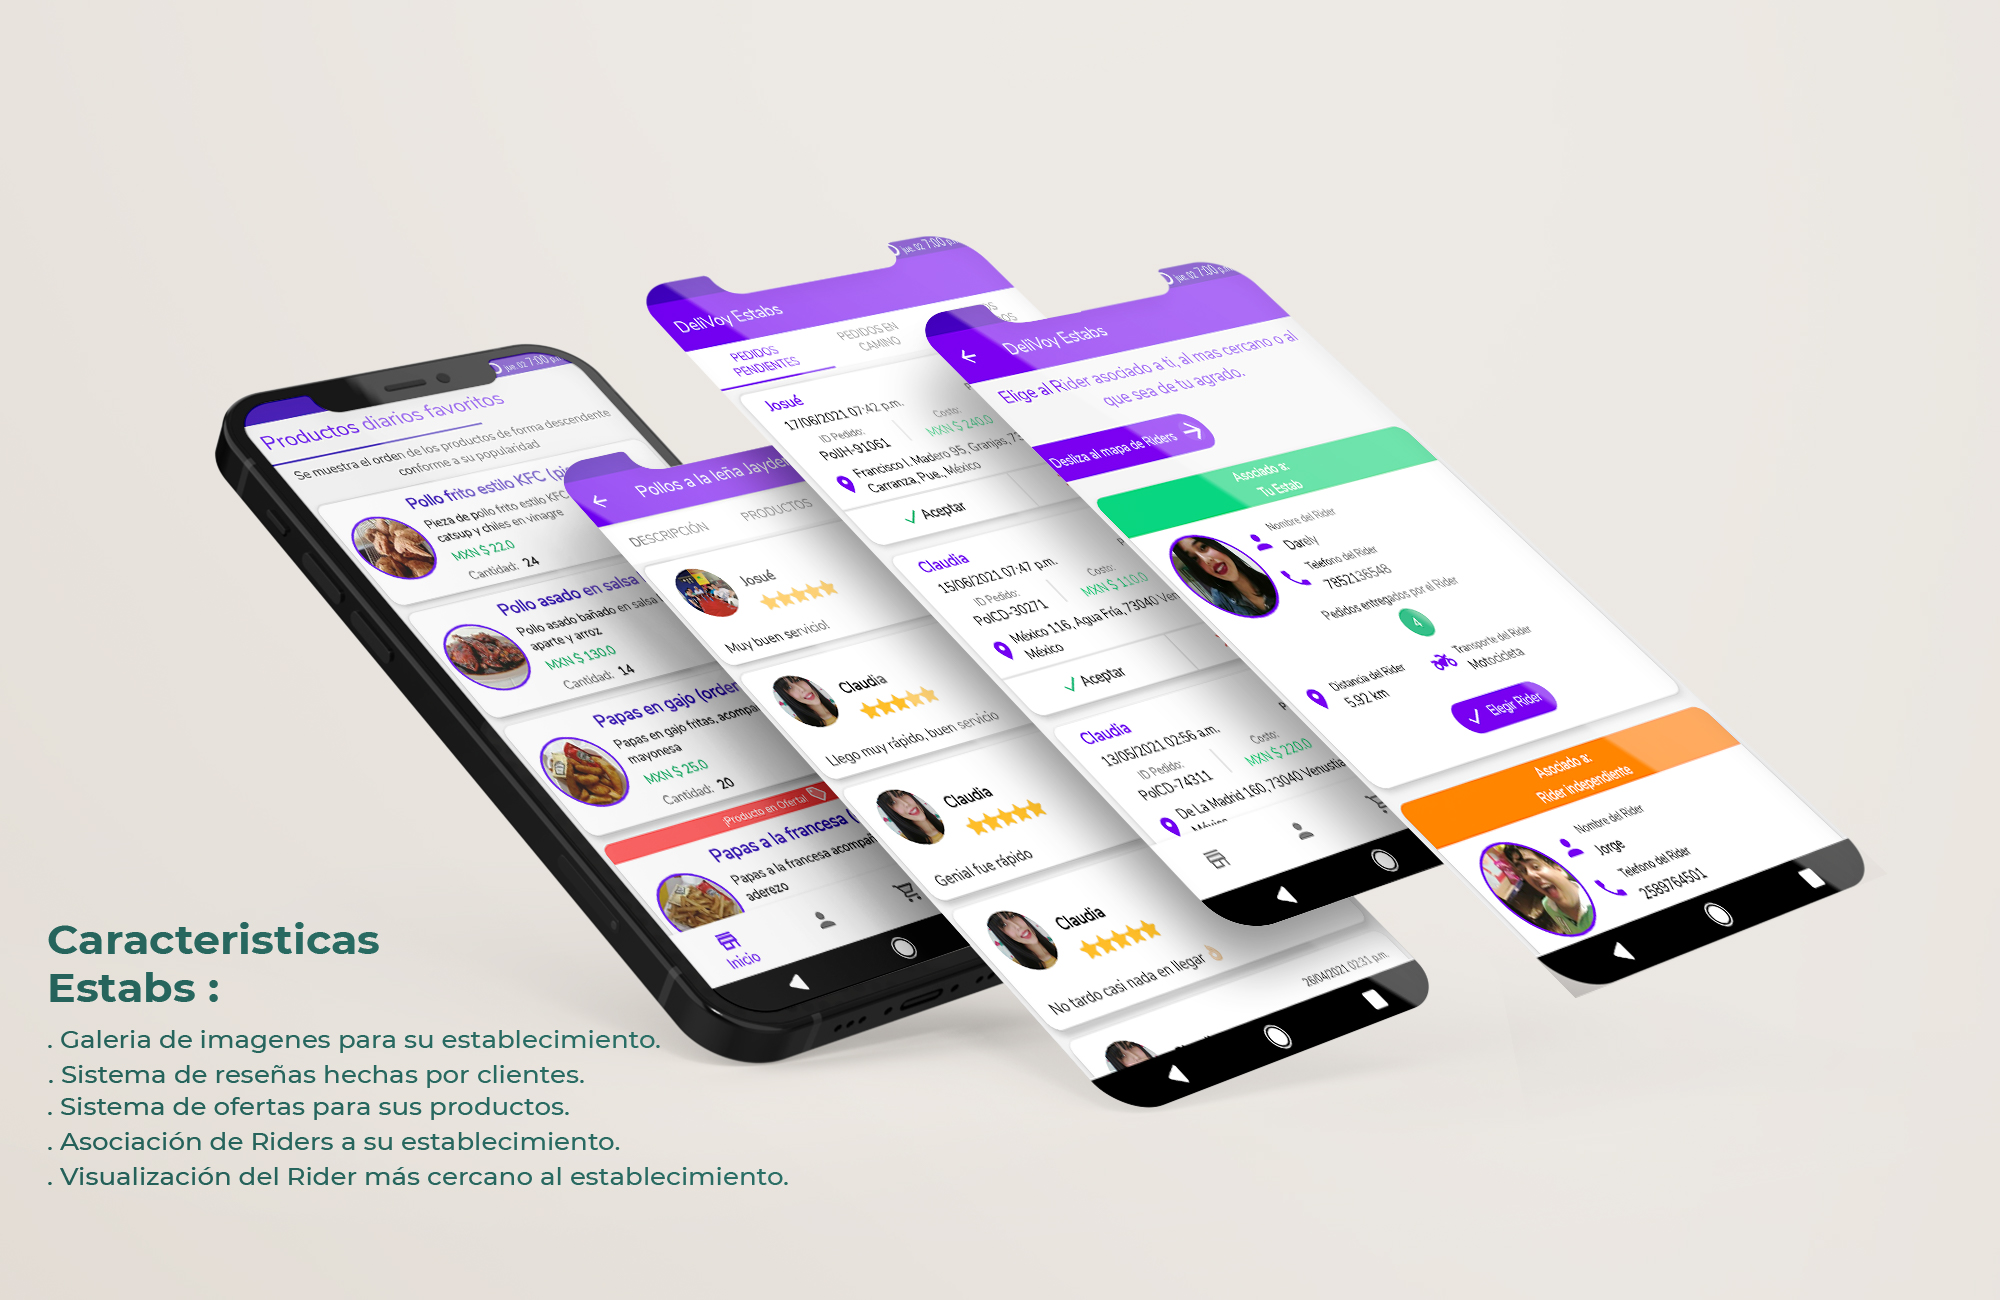 jue. 02 7:00 p.
Productos diarios favoritos
Se muestra el orden de los productos de forma descendente
conforme a su popularidad
Pollo frito estilo KFC
Pieza de pollo frito estilo KFC
catsup y chiles en vinagre
MXN $ 22.0
Cantidad: 24
Pollo asado en salsa
Pollo asado bañado en salsa
aparte y arroz
MXN $ 130.0
Cantidad: 14
Papas en gajo (orden
Papas en gajo fritas, acompa
mayonesa
MXN $ 25.0
Cantidad: 20
¡Producto en Oferta!
Papas a la francesa
Papas a la francesa acompañ
aderezo
Inicio
Pollos a la leña Jayde
DESCRIPCIÓN
PRODUCTOS
Josué
Muy buen servicio!
Claudia
Llego muy rápido, buen servicio
Claudia
Genial fue rápido
Claudia
No tardo casi nada en llegar 👌🏻
26/04/2021 02:31 p.m.
jue. 02 7:00 p.
DeliVoy Estabs
PEDIDOS
PENDIENTES
PEDIDOS EN
CAMINO
OS
OS
Josué
17/06/2021 07:42 p.m.
ID Pedido:
PolJH-91061
Costo:
MXN $ 240.0
Francisco I. Madero 95, Granjas, 73
Carranza, Pue., México
Aceptar
Claudia
15/06/2021 07:47 p.m.
ID Pedido:
PolCD-30271
Costo:
MXN $ 110.0
México 116, Agua Fría, 73040 Ven
México
Aceptar
Claudia
13/05/2021 02:56 a.m.
ID Pedido:
PolCD-74311
Costo:
MXN $ 220.0
De La Madrid 160, 73040 Venustia
México
jue. 02 7:00 p.m
DeliVoy Estabs
Elige al Rider asociado a ti, al mas cercano o al
que sea de tu agrado.
Desliza al mapa de Riders
Asociado a:
Tu Estab
Nombre del Rider
Darely
Telefono del Rider
7852136548
Pedidos entregados por el Rider
4
Distancia del Rider
5.92 km
Transporte del Rider
Motocicleta
Elegir Rider
Asociado a:
Rider independiente
Nombre del Rider
Jorge
Telefono del Rider
2589764501
Caracteristicas
Estabs :
. Galeria de imagenes para su establecimiento.
. Sistema de reseñas hechas por clientes.
. Sistema de ofertas para sus productos.
. Asociación de Riders a su establecimiento.
. Visualización del Rider más cercano al establecimiento.